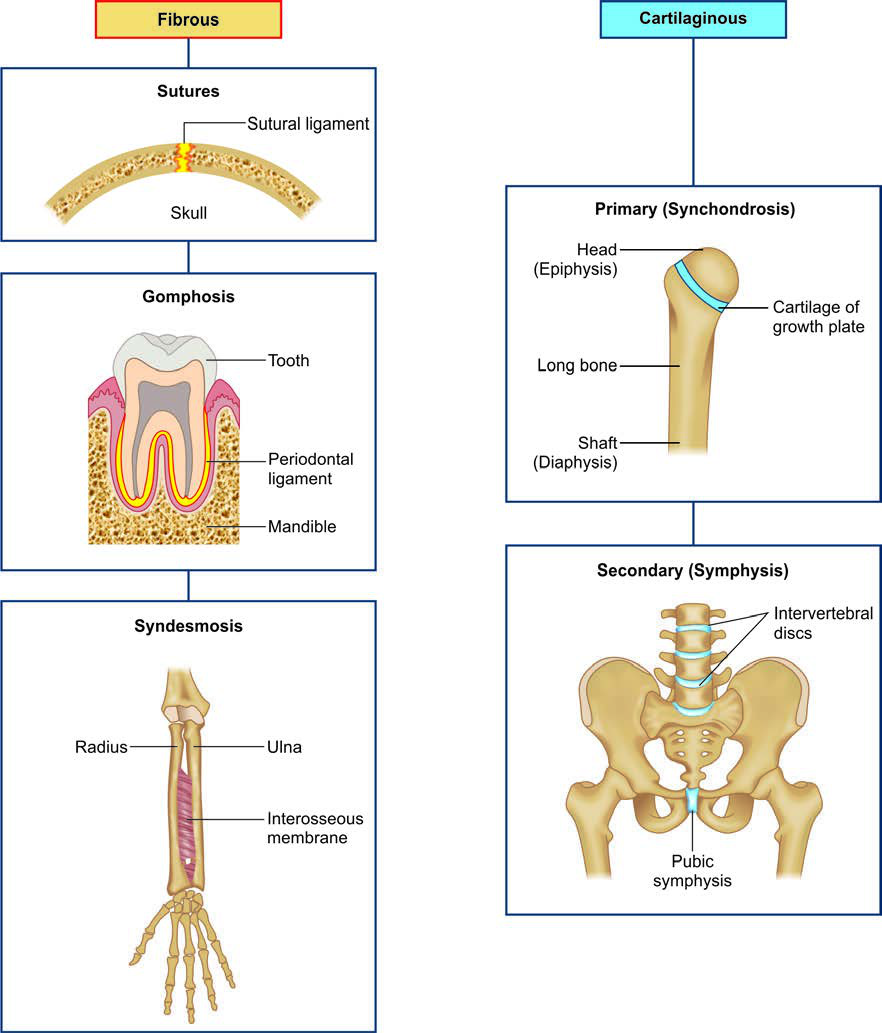 Fibrous
Sutures
Sutural ligament
Skull
Gomphosis
Tooth
Periodontal
ligament
Mandible
Syndesmosis
Radius
Ulna
Interosseous
membrane
Cartilaginous
Primary (Synchondrosis)
Head
(Epiphysis)
Cartilage of
growth plate
Long bone
Shaft
(Diaphysis)
Secondary (Symphysis)
Intervertebral
discs
Pubic
symphysis